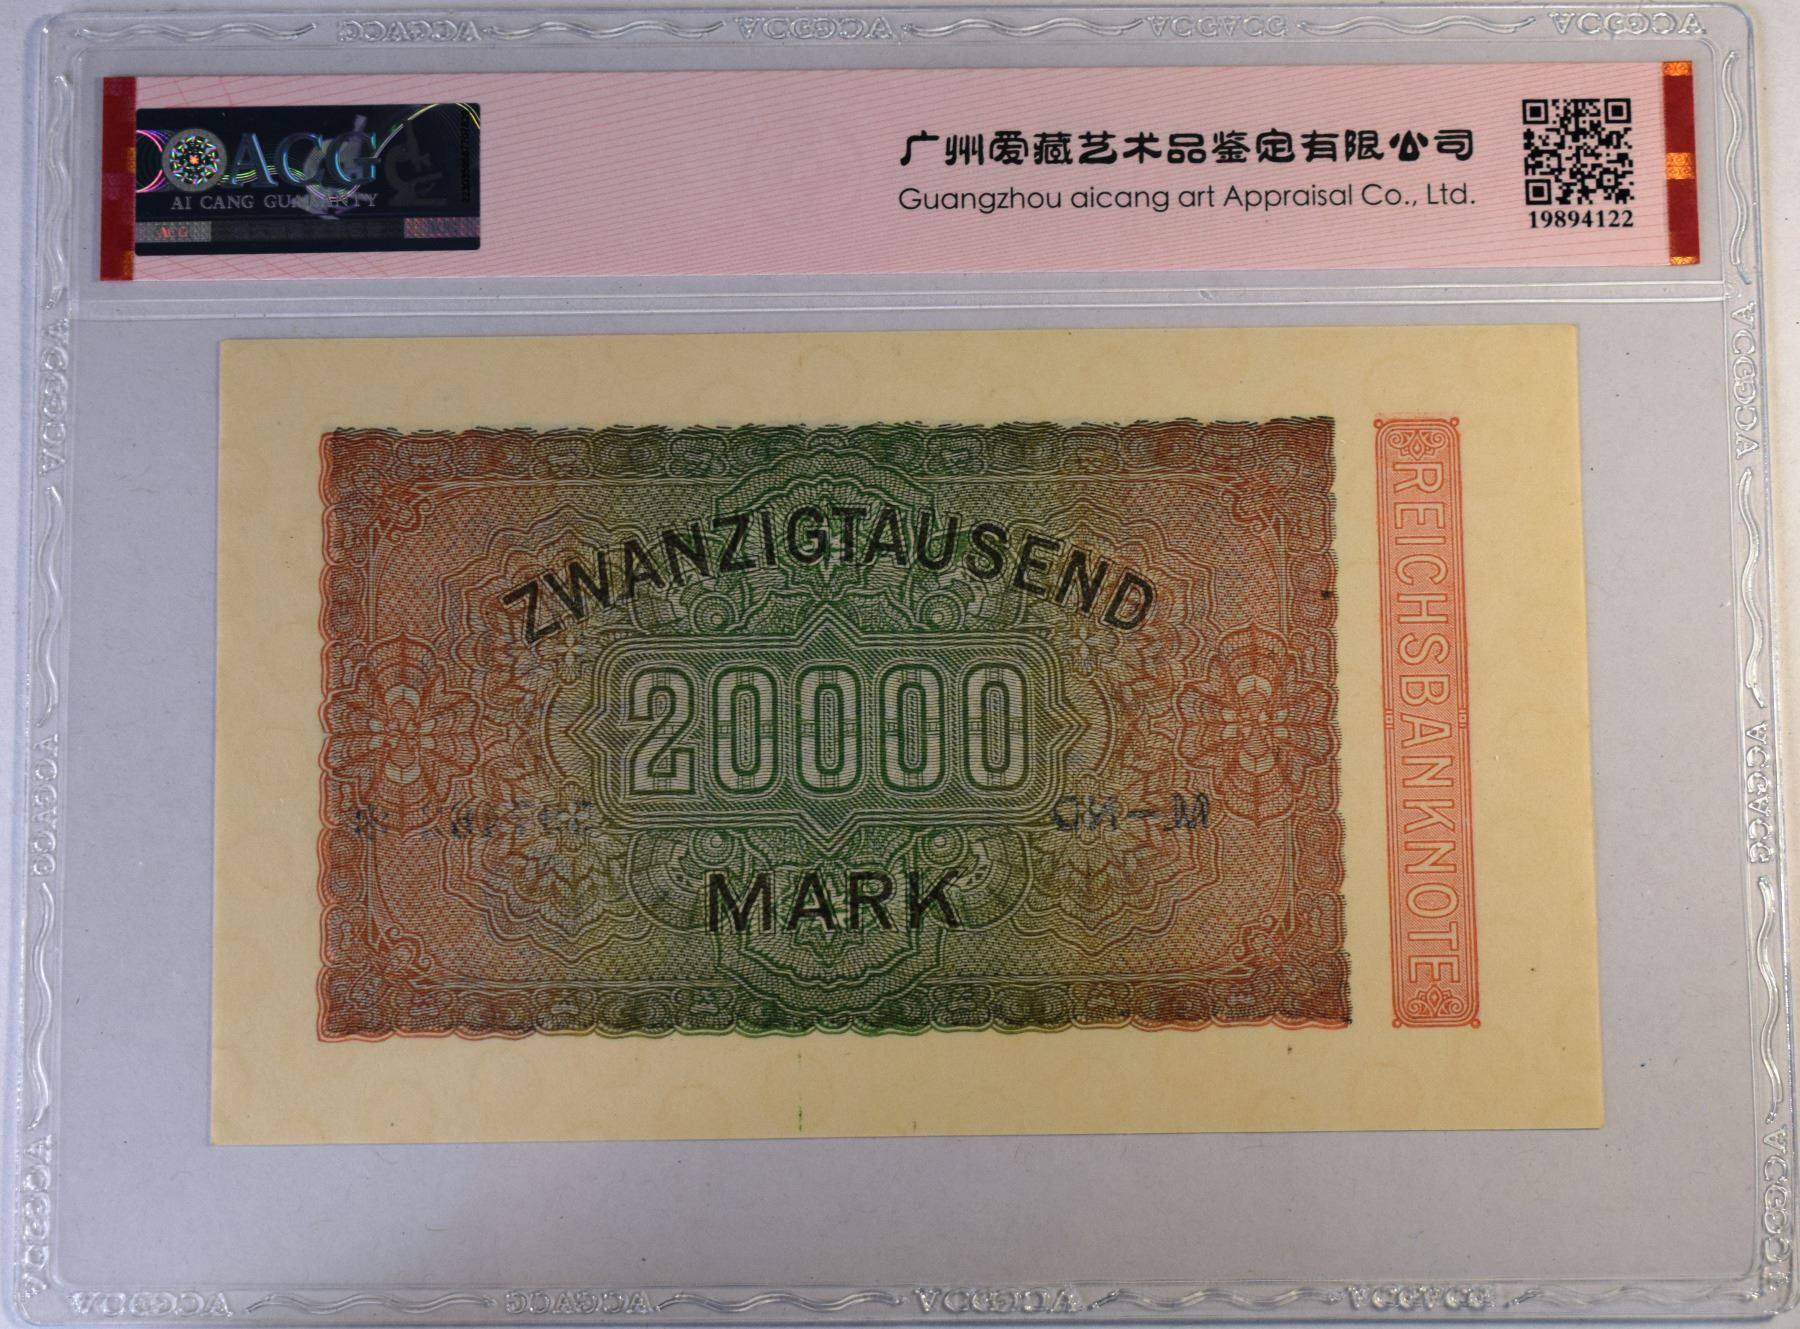 ACG
AI CANG GUARANTY
ACG
广州爱藏艺术品鉴定有限公司
Guangzhou aicang art Appraisal Co., Ltd.
19894122
ZWANZIGTAUSEND
20000
MARK
REICHSBANKNOTE